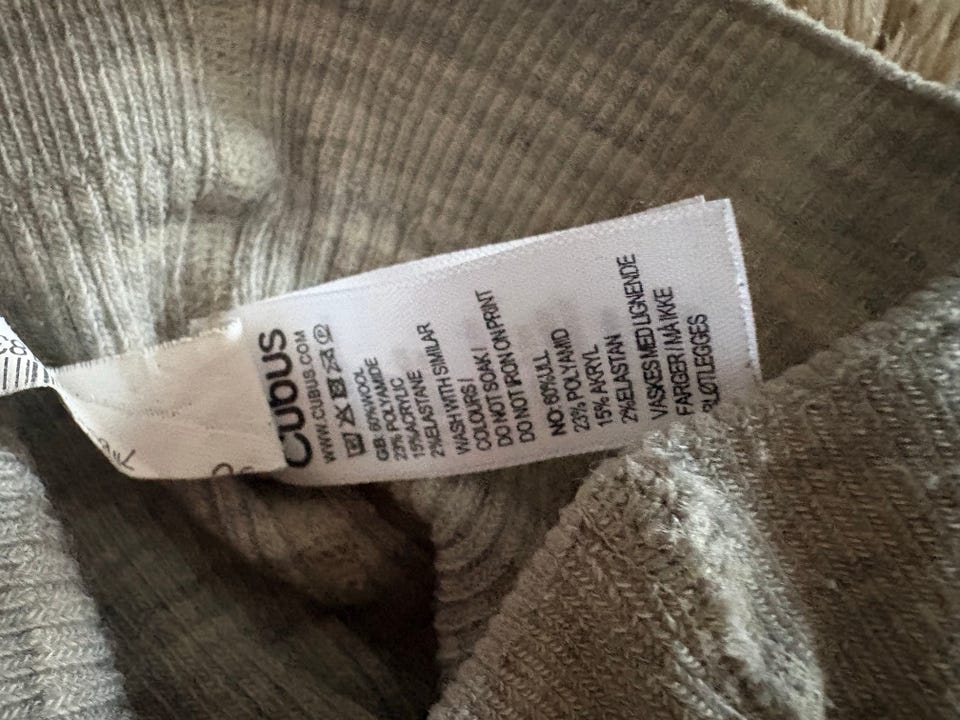 CUBUS
WWW.CUBUS.COM
GB: 60% WOOL
23% POLYAMIDE
15% ACRYLIC
2% ELASTANE
WASH WITH SIMILAR
COLOURS /
DO NOT SOAK /
DO NOT IRON ON PRINT
NO: 60% ULL
23% POLYAMID
15% AKRYL
2% ELASTAN
VASKES MED LIGNENDE
FARGER / MÅ IKKE
BLØTLEGGES